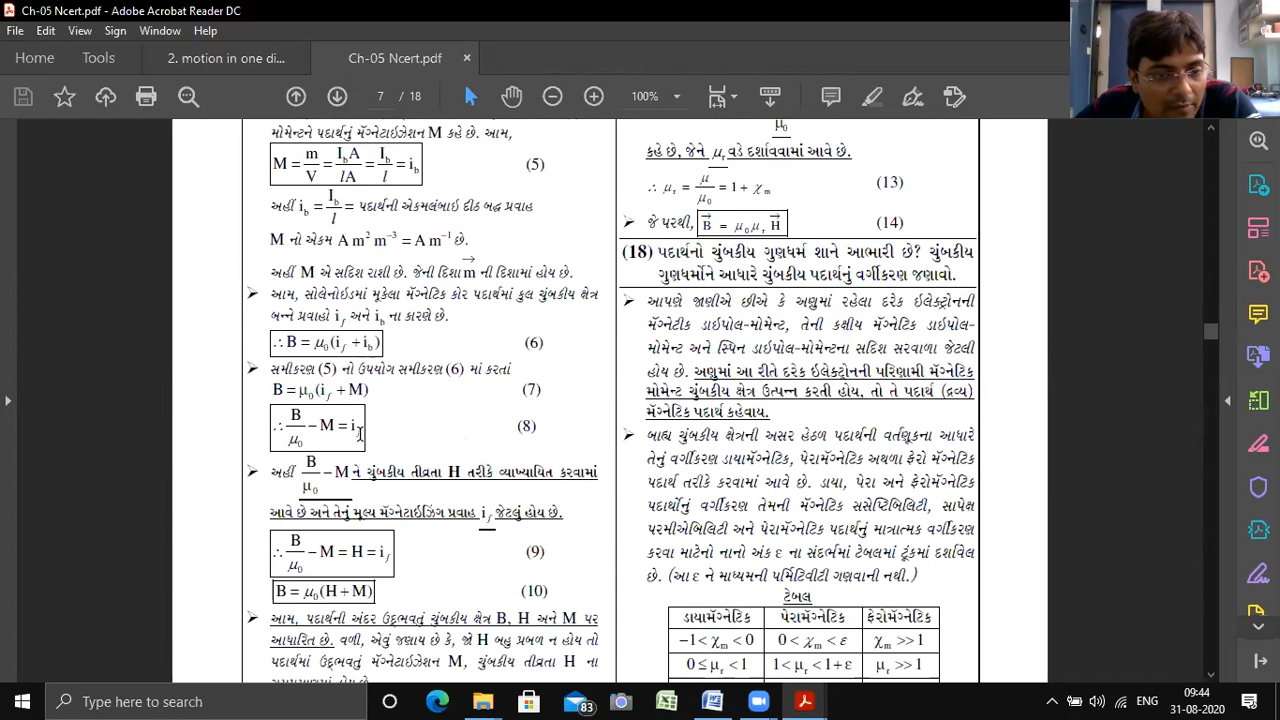 Ch-05 Ncert.pdf - Adobe Acrobat Reader DC
File Edit View Sign Window Help
Home Tools 2. motion in one di... Ch-05 Ncert.pdf ×
7 / 18 100%
મોમેન્ટને પદાર્થનું મૅગ્નેટાઇઝેશન M કહે છે. આમ,
M = m/V = I_b A/lA = I_b/l = i_b (5)
અહીં i_b = I_b/l = પદાર્થની એકમલંબાઇ દીઠ બદ્ધ પ્રવાહ
M નો એકમ A m² m⁻³ = A m⁻¹ છે.
અહીં M એ સદિશ રાશી છે. જેની દિશા m⃗ ની દિશામાં હોય છે.
➢ આમ, સોલેનોઇડમાં મૂકેલા મૅગ્નેટિક કોર પદાર્થમાં કુલ ચુંબકીય ક્ષેત્ર
બન્ને પ્રવાહો i_f અને i_b ના કારણે છે.
∴ B = μ₀(i_f + i_b) (6)
➢ સમીકરણ (5) નો ઉપયોગ સમીકરણ (6) માં કરતાં
B = μ₀(i_f + M) (7)
∴ B/μ₀ − M = i_f (8)
➢ અહીં B/μ₀ − M ને ચુંબકીય તીવ્રતા H તરીકે વ્યાખ્યાયિત કરવામાં
આવે છે અને તેનું મૂલ્ય મૅગ્નેટાઇઝિંગ પ્રવાહ i_f જેટલું હોય છે.
∴ B/μ₀ − M = H = i_f (9)
B = μ₀(H + M) (10)
➢ આમ, પદાર્થની અંદર ઉદ્ભવતું ચુંબકીય ક્ષેત્ર B, H અને M પર
આધારિત છે. વળી, એવું જણાય છે કે, જો H બહુ પ્રબળ ન હોય તો
પદાર્થમાં ઉદ્ભવતું મૅગ્નેટાઇઝેશન M, ચુંબકીય તીવ્રતા H ના
μ₀
કહે છે, જેને μ_r વડે દર્શાવવામાં આવે છે.
∴ μ_r = μ/μ₀ = 1 + χ_m (13)
➢ જે પરથી, B⃗ = μ₀μ_r H⃗ (14)
(18) પદાર્થનો ચુંબકીય ગુણધર્મ શાને આભારી છે? ચુંબકીય
ગુણધર્મોને આધારે ચુંબકીય પદાર્થનું વર્ગીકરણ જણાવો.
➢ આપણે જાણીએ છીએ કે અણુમાં રહેલા દરેક ઇલેક્ટ્રોનની
મૅગ્નેટીક ડાઇપોલ-મોમેન્ટ, તેની કક્ષીય મૅગ્નેટિક ડાઇપોલ-
મોમેન્ટ અને સ્પિન ડાઇપોલ-મોમેન્ટના સદિશ સરવાળા જેટલી
હોય છે. અણુમાં આ રીતે દરેક ઇલેક્ટ્રોનની પરિણામી મૅગ્નેટિક
મોમેન્ટ ચુંબકીય ક્ષેત્ર ઉત્પન્ન કરતી હોય, તો તે પદાર્થ (દ્રવ્ય)
મૅગ્નેટિક પદાર્થ કહેવાય.
➢ બાહ્ય ચુંબકીય ક્ષેત્રની અસર હેઠળ પદાર્થની વર્તણૂકના આધારે
તેનું વર્ગીકરણ ડાયામૅગ્નેટિક, પેરામૅગ્નેટિક અથળા ફેરો મૅગ્નેટિક
પદાર્થ તરીકે કરવામાં આવે છે. ડાયા, પેરા અને ફેરોમૅગ્નેટિક
પદાર્થોનું વર્ગીકરણ તેમની મૅગ્નેટિક સસેપ્ટિબિલિટી, સાપેક્ષ
પરમીએબિલિટી અને પેરામૅગ્નેટિક પદાર્થનું માત્રાત્મક વર્ગીકરણ
કરવા માટેનો નાનો અંક ε ના સંદર્ભમાં ટેબલમાં ટૂંકમાં દર્શાવેલ
છે. (આ ε ને માધ્યમની પર્મિટિવીટી ગણવાની નથી.)
ટેબલ
ડાયામૅગ્નેટિક પેરામૅગ્નેટિક ફેરોમૅગ્નેટિક
−1 < χ_m < 0 0 < χ_m < ε χ_m >> 1
0 ≤ μ_r < 1 1 < μ_r < 1 + ε μ_r >> 1
Type here to search
83
ENG
09:44
31-08-2020